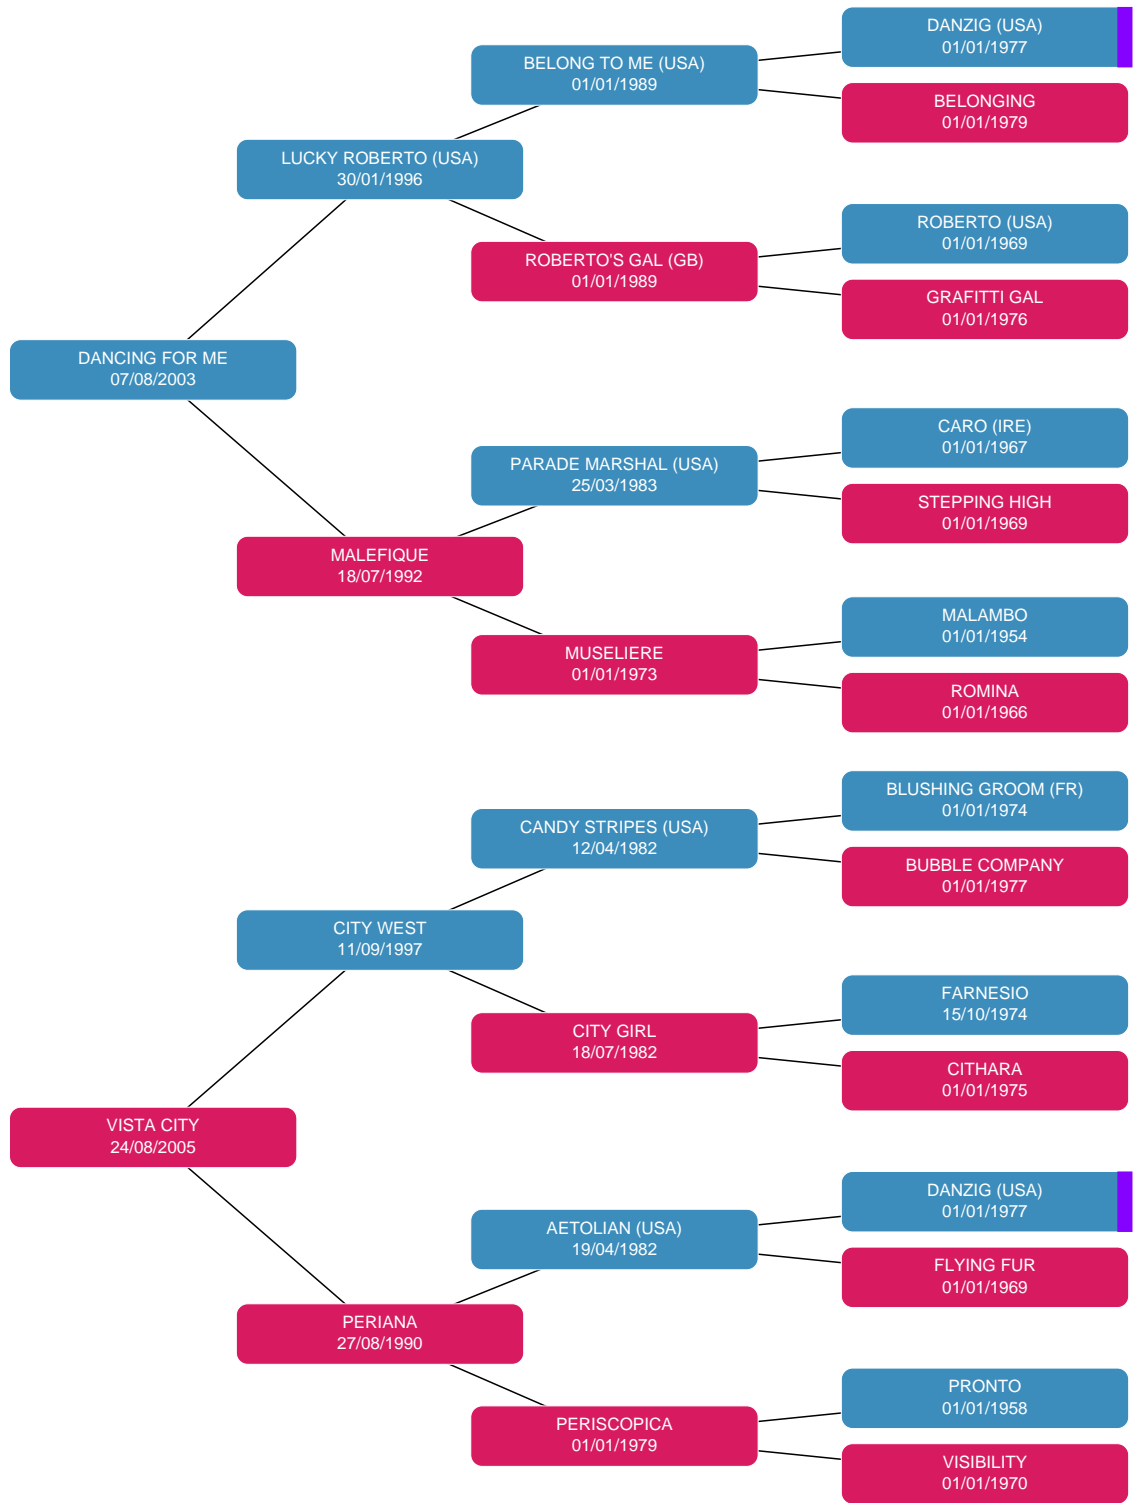 DANZIG (USA)
01/01/1977
BELONG TO ME (USA)
01/01/1989
BELONGING
01/01/1979
LUCKY ROBERTO (USA)
30/01/1996
ROBERTO (USA)
01/01/1969
ROBERTO'S GAL (GB)
01/01/1989
GRAFITTI GAL
01/01/1976
DANCING FOR ME
07/08/2003
CARO (IRE)
01/01/1967
PARADE MARSHAL (USA)
25/03/1983
STEPPING HIGH
01/01/1969
MALEFIQUE
18/07/1992
MALAMBO
01/01/1954
MUSELIERE
01/01/1973
ROMINA
01/01/1966
BLUSHING GROOM (FR)
01/01/1974
CANDY STRIPES (USA)
12/04/1982
BUBBLE COMPANY
01/01/1977
CITY WEST
11/09/1997
FARNESIO
15/10/1974
CITY GIRL
18/07/1982
CITHARA
01/01/1975
VISTA CITY
24/08/2005
DANZIG (USA)
01/01/1977
AETOLIAN (USA)
19/04/1982
FLYING FUR
01/01/1969
PERIANA
27/08/1990
PRONTO
01/01/1958
PERISCOPICA
01/01/1979
VISIBILITY
01/01/1970